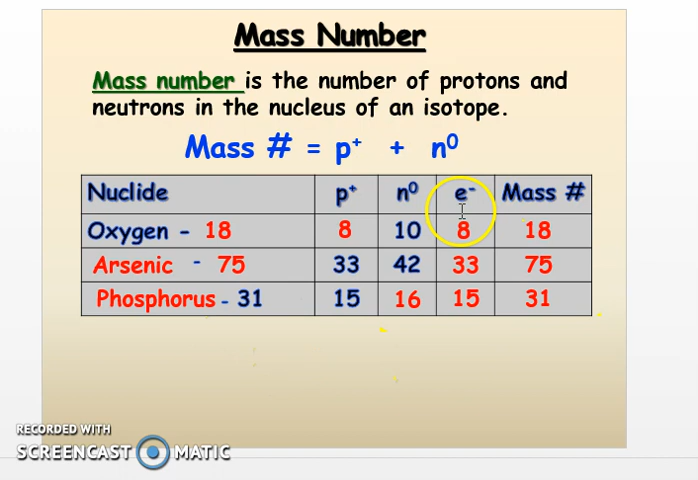 Mass Number
Mass number is the number of protons and
neutrons in the nucleus of an isotope.
Mass # = p⁺ + n⁰
Nuclide p⁺ n⁰ e⁻ Mass #
Oxygen - 18 8 10 8 18
Arsenic - 75 33 42 33 75
Phosphorus - 31 15 16 15 31
RECORDED WITH
SCREENCAST MATIC